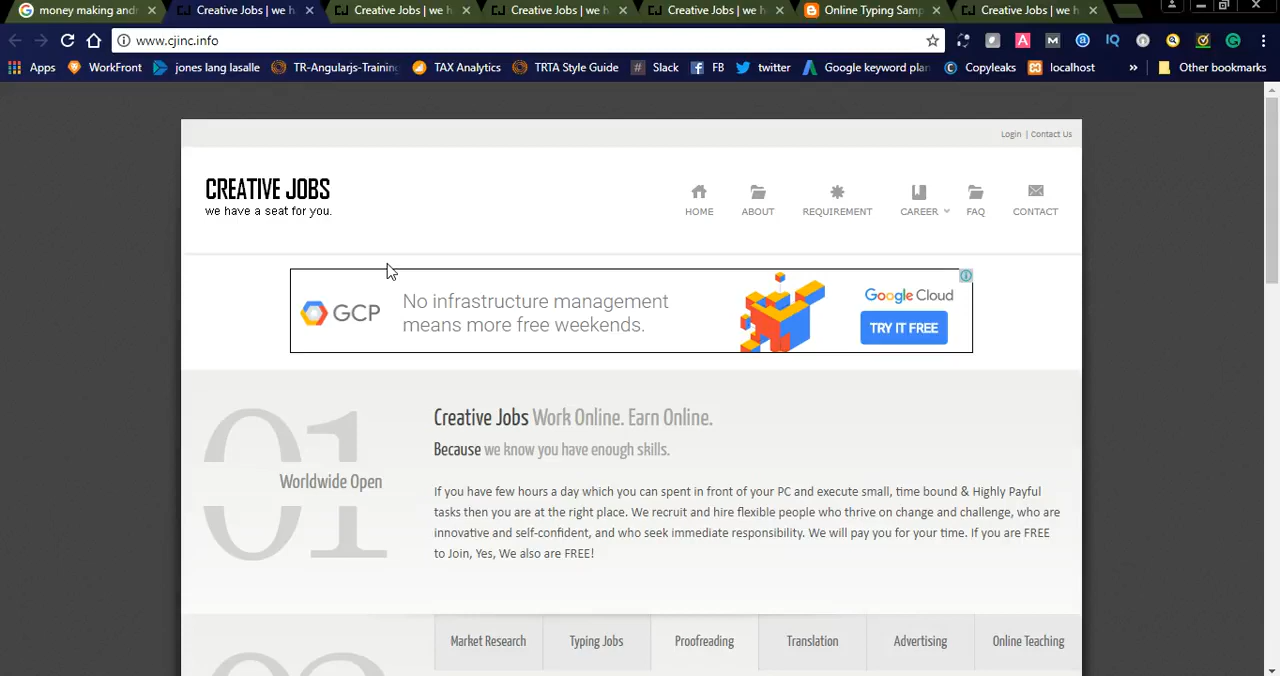 money making andr
Creative Jobs | we h
Creative Jobs | we h
Creative Jobs | we h
Creative Jobs | we h
Online Typing Samp
Creative Jobs | we h
www.cjinc.info
Apps
WorkFront
jones lang lasalle
TR-Angularjs-Training
TAX Analytics
TRTA Style Guide
Slack
FB
twitter
Google keyword plan
Copyleaks
localhost
»
Other bookmarks
Login | Contact Us
CREATIVE JOBS
we have a seat for you.
HOME
ABOUT
REQUIREMENT
CAREER
FAQ
CONTACT
GCP
No infrastructure management
means more free weekends.
Google Cloud
TRY IT FREE
01
Worldwide Open
Creative Jobs Work Online. Earn Online.
Because we know you have enough skills.
If you have few hours a day which you can spent in front of your PC and execute small, time bound & Highly Payful
tasks then you are at the right place. We recruit and hire flexible people who thrive on change and challenge, who are
innovative and self-confident, and who seek immediate responsibility. We will pay you for your time. If you are FREE
to Join, Yes, We also are FREE!
Market Research
Typing Jobs
Proofreading
Translation
Advertising
Online Teaching